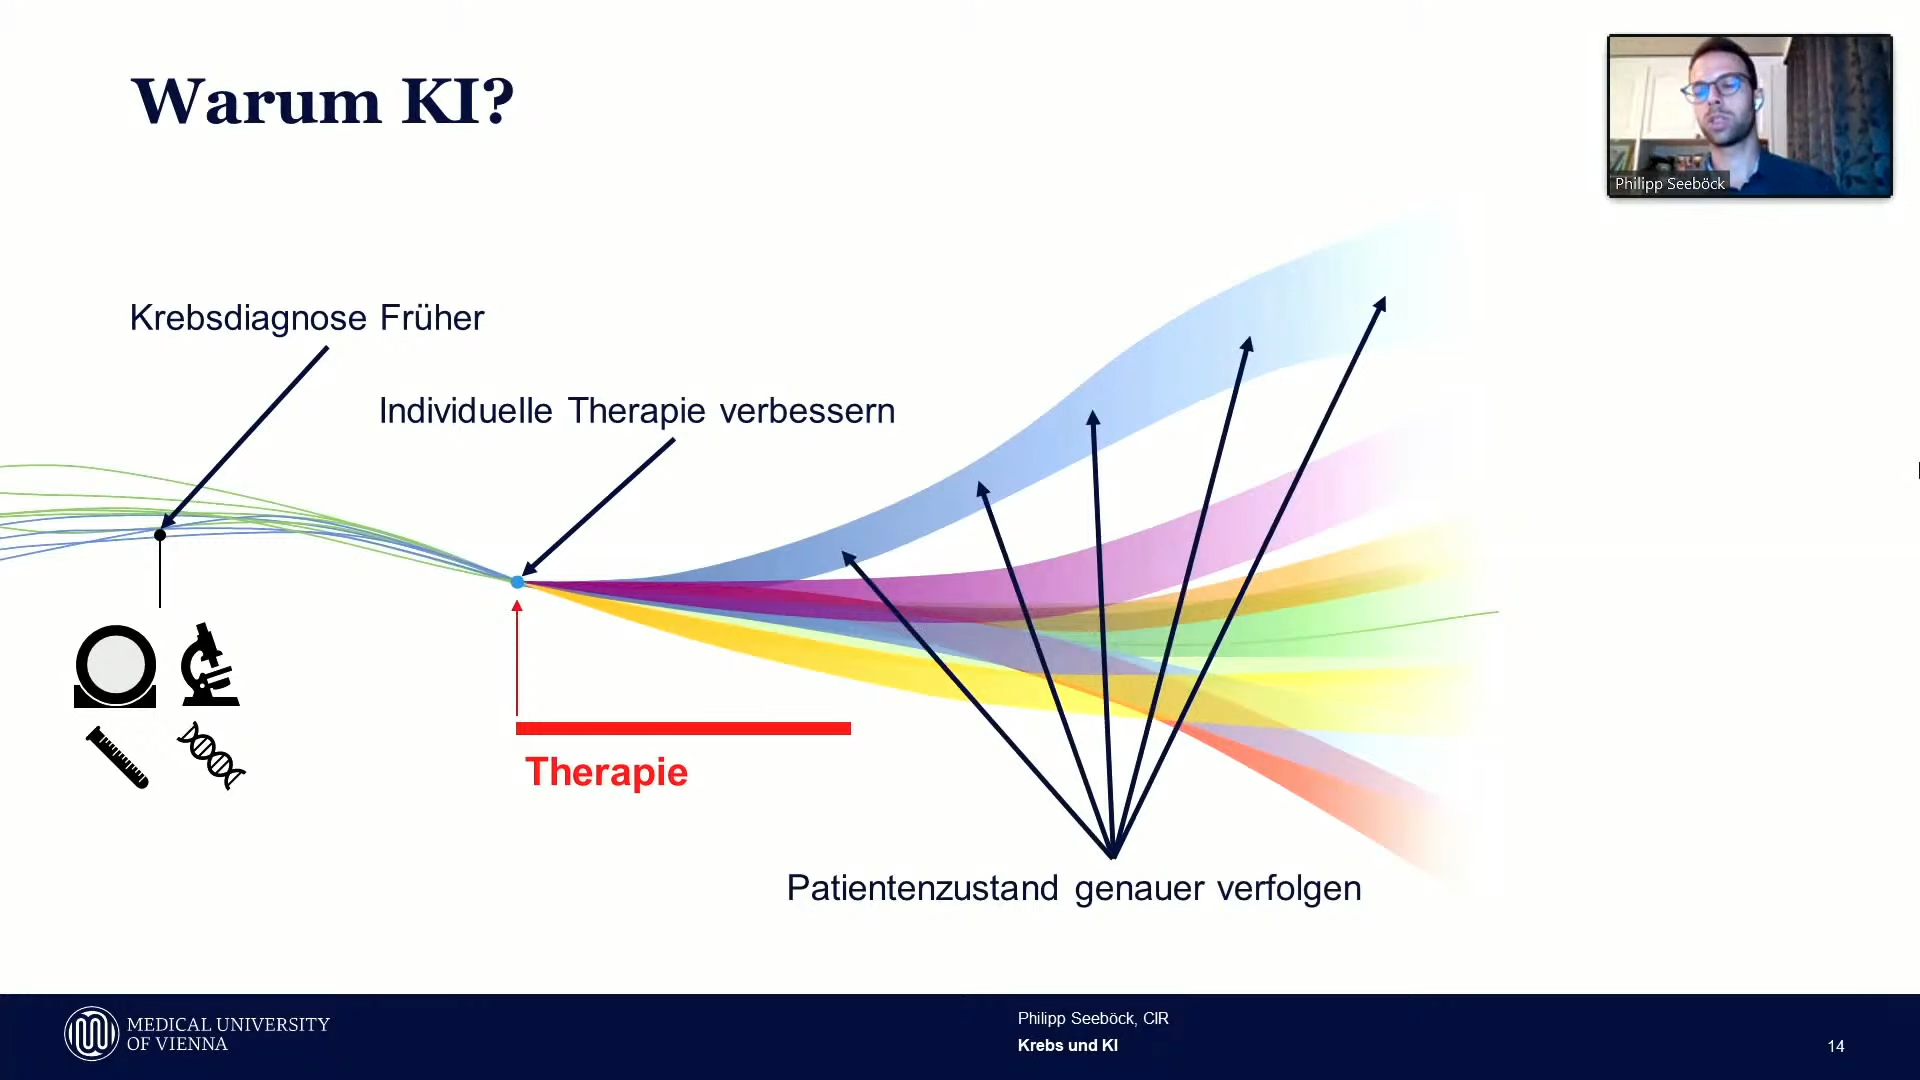 Warum KI?
Philipp Seeböck
Krebsdiagnose Früher
Individuelle Therapie verbessern
Therapie
Patientenzustand genauer verfolgen
MEDICAL UNIVERSITY
OF VIENNA
Philipp Seeböck, CIR
Krebs und KI
14